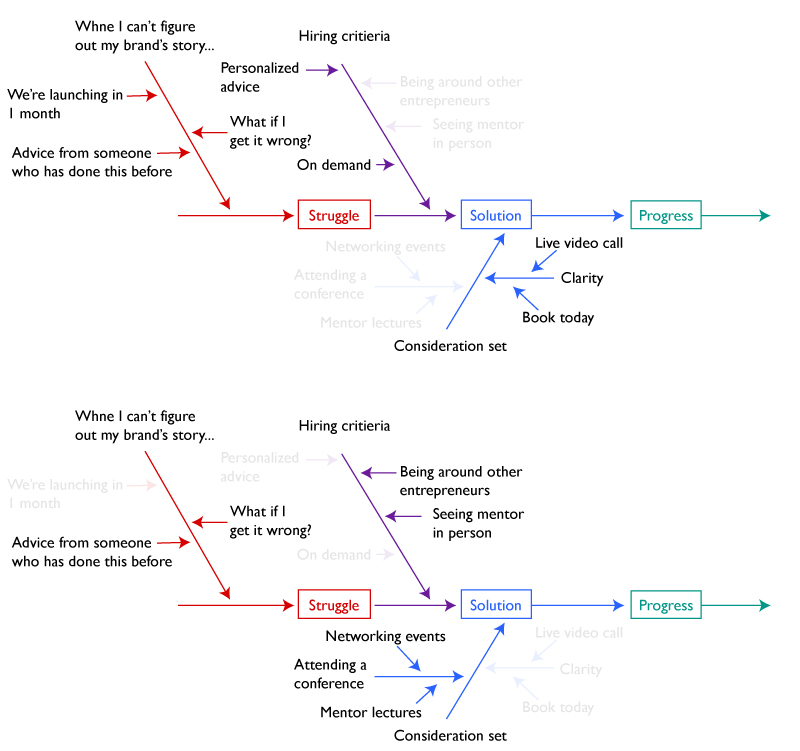 Whne I can't figure
out my brand's story...
Hiring critieria
Personalized
advice
Being around other
entrepreneurs
We're launching in
1 month
What if I
get it wrong?
Seeing mentor
in person
Advice from someone
who has done this before
On demand
Struggle
Solution
Progress
Networking events
Live video call
Attending a
conference
Clarity
Mentor lectures
Book today
Consideration set
Whne I can't figure
out my brand's story...
Hiring critieria
Personalized
advice
Being around other
entrepreneurs
We're launching in
1 month
What if I
get it wrong?
Seeing mentor
in person
Advice from someone
who has done this before
On demand
Struggle
Solution
Progress
Networking events
Live video call
Attending a
conference
Clarity
Mentor lectures
Book today
Consideration set